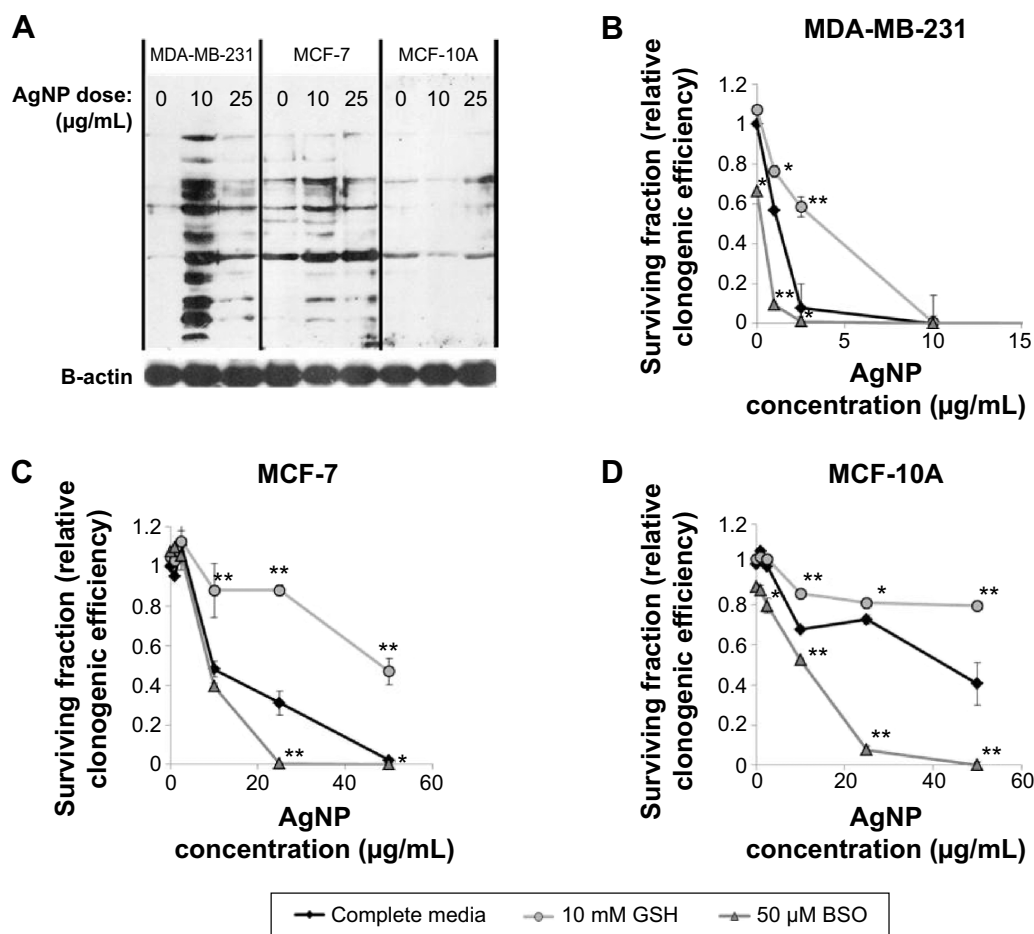 A
MDA-MB-231 MCF-7 MCF-10A
AgNP dose: 0 10 25 0 10 25 0 10 25
(µg/mL)
B-actin
B
MDA-MB-231
Surviving fraction (relative
clonogenic efficiency)
1.2
1
0.8
0.6
0.4
0.2
0
*
*
**
**
*
0 5 10 15
AgNP
concentration (µg/mL)
C
MCF-7
Surviving fraction (relative
clonogenic efficiency)
1.2
1
0.8
0.6
0.4
0.2
0
**
**
**
**
*
0 20 40 60
AgNP
concentration (µg/mL)
D
MCF-10A
Surviving fraction (relative
clonogenic efficiency)
1.2
1
0.8
0.6
0.4
0.2
0
*
**
*
**
**
**
**
0 20 40 60
AgNP
concentration (µg/mL)
Complete media 10 mM GSH 50 µM BSO